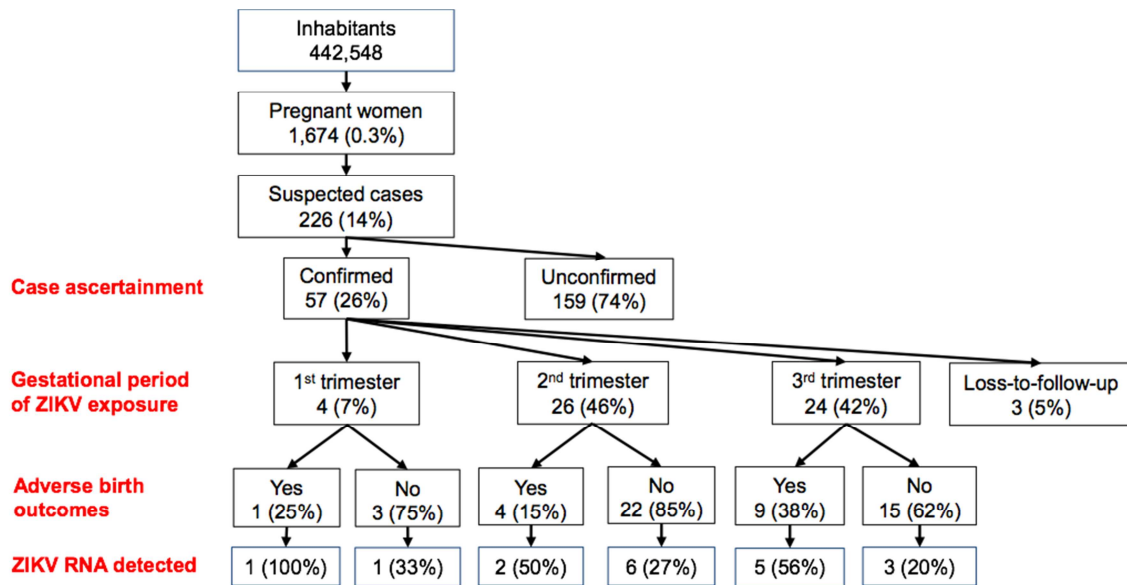 Inhabitants
442,548
Pregnant women
1,674 (0.3%)
Suspected cases
226 (14%)
Case ascertainment
Confirmed
57 (26%)
Unconfirmed
159 (74%)
Gestational period
of ZIKV exposure
1st trimester
4 (7%)
2nd trimester
26 (46%)
3rd trimester
24 (42%)
Loss-to-follow-up
3 (5%)
Adverse birth
outcomes
Yes
1 (25%)
No
3 (75%)
Yes
4 (15%)
No
22 (85%)
Yes
9 (38%)
No
15 (62%)
ZIKV RNA detected
1 (100%)
1 (33%)
2 (50%)
6 (27%)
5 (56%)
3 (20%)